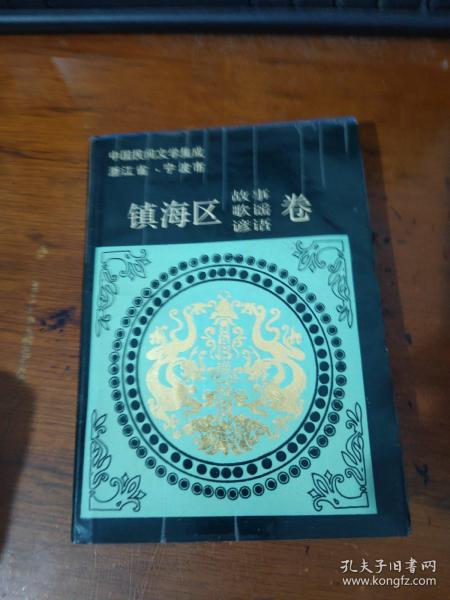 中国民间文学集成
浙江省·宁波市
镇海区故事歌谣谚语卷
孔夫子旧书网
www.kongfz.com